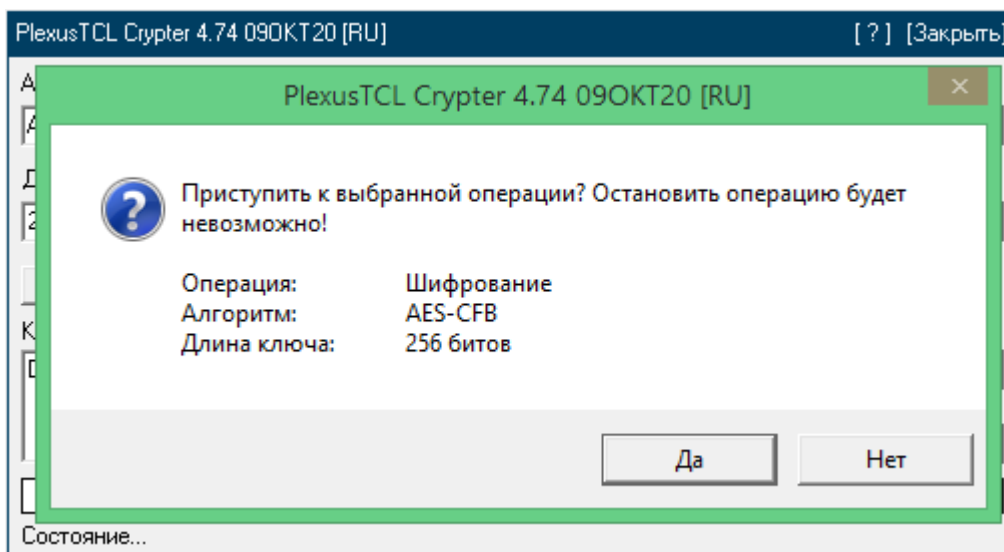 PlexusTCL Crypter 4.74 09OKT20 [RU] [ ? ] [Закрыть]
PlexusTCL Crypter 4.74 09OKT20 [RU]
Приступить к выбранной операции? Остановить операцию будет
невозможно!
Операция: Шифрование
Алгоритм: AES-CFB
Длина ключа: 256 битов
Да Нет
Состояние...